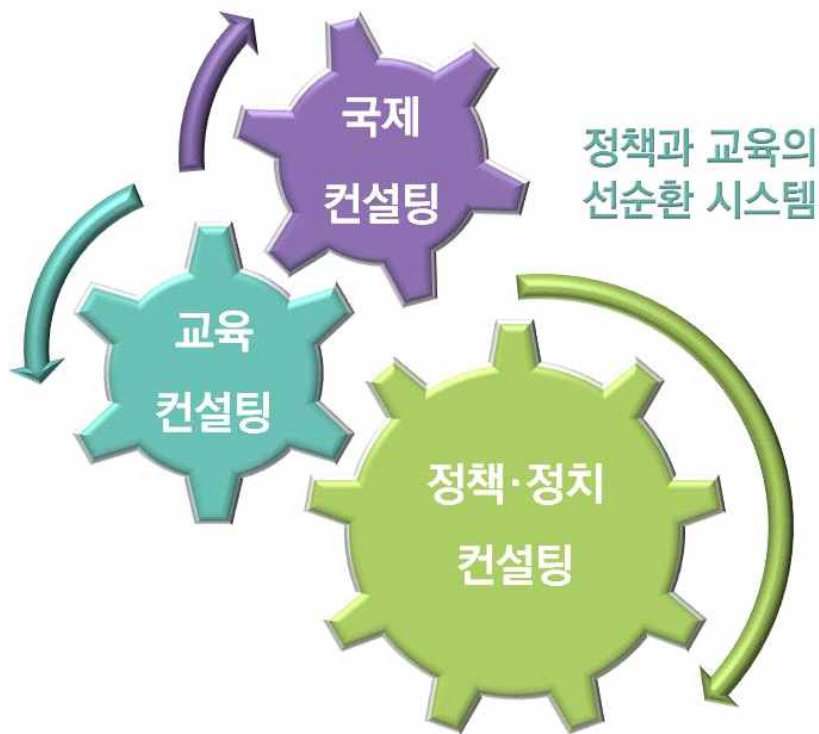 국제
컨설팅
정책과 교육의
선순환 시스템
교육
컨설팅
정책·정치
컨설팅